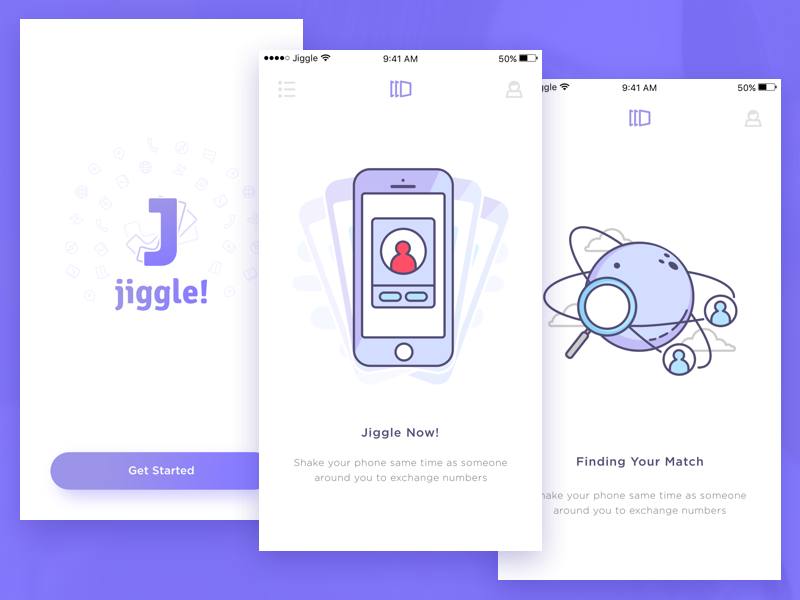 J
jiggle!
Get Started
Jiggle
9:41 AM
50%
Jiggle Now!
Shake your phone same time as someone
around you to exchange numbers
ggle
9:41 AM
50%
Finding Your Match
hake your phone same time as someone
around you to exchange numbers